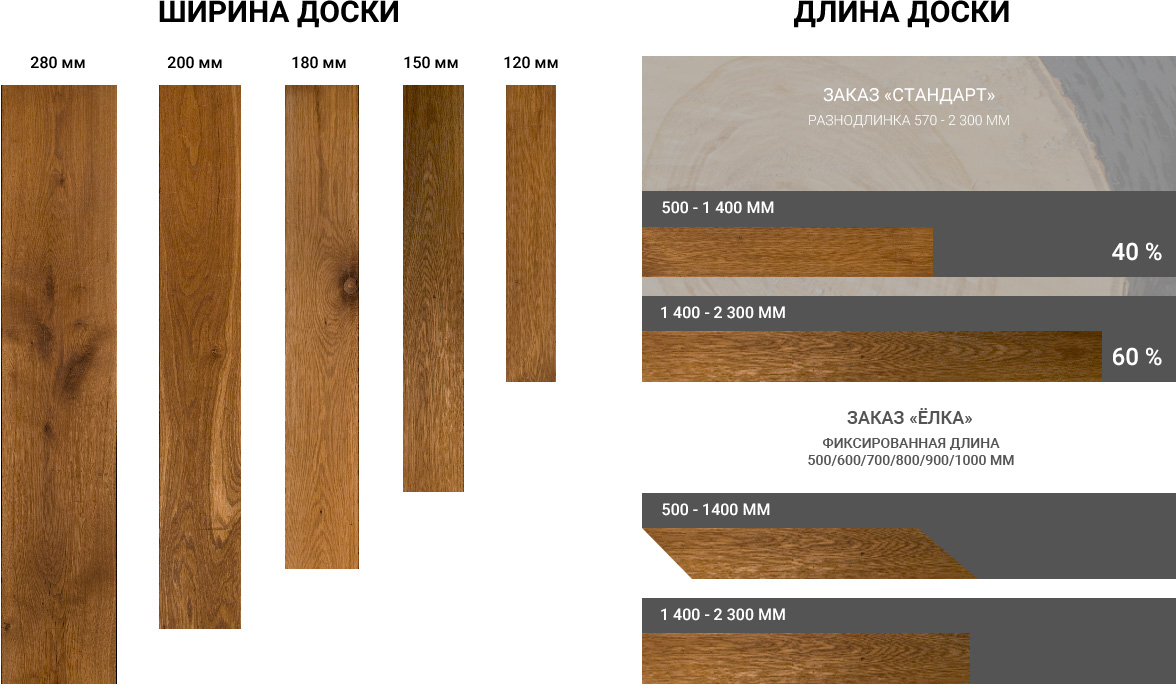 ШИРИНА ДОСКИ
280 мм
200 мм
180 мм
150 мм
120 мм
ДЛИНА ДОСКИ
ЗАКАЗ «СТАНДАРТ»
РАЗНОДЛИНКА 570 - 2 300 ММ
500 - 1 400 ММ
40 %
1 400 - 2 300 ММ
60 %
ЗАКАЗ «ЁЛКА»
ФИКСИРОВАННАЯ ДЛИНА
500/600/700/800/900/1000 ММ
500 - 1400 ММ
1 400 - 2 300 ММ